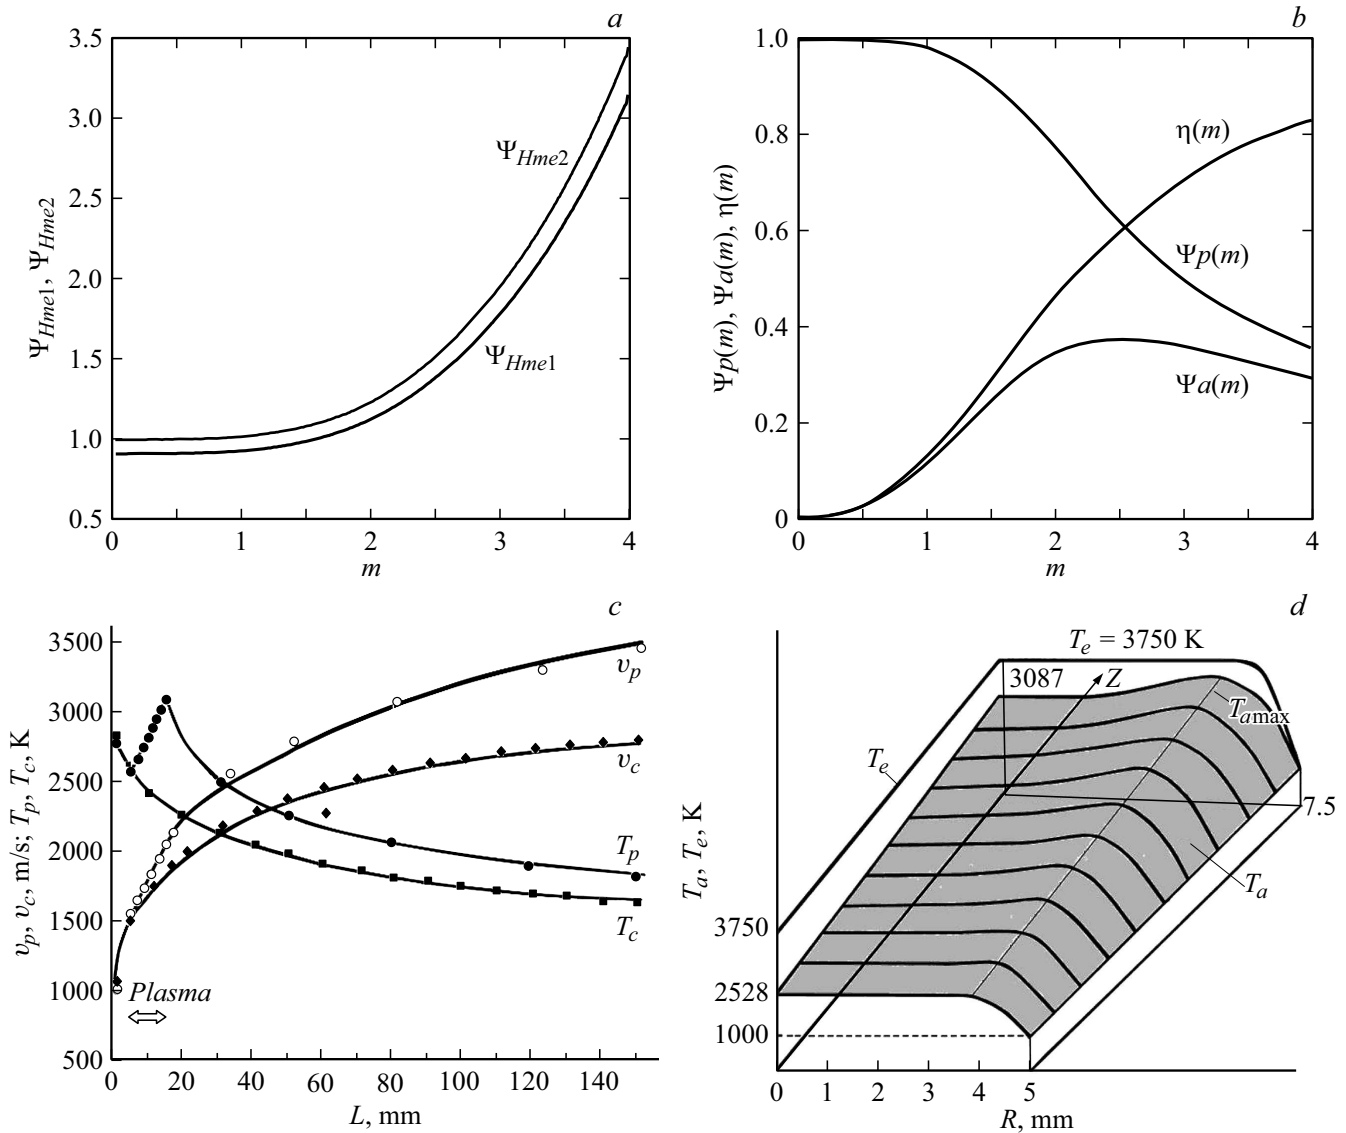 a
3.5
3.0
2.5
2.0
1.5
1.0
0.5
Ψ_Hme1, Ψ_Hme2
Ψ_Hme2
Ψ_Hme1
0 1 2 3 4
m
b
1.0
0.8
0.6
0.4
0.2
0
Ψp(m), Ψa(m), η(m)
η(m)
Ψp(m)
Ψa(m)
0 1 2 3 4
m
c
3500
3000
2500
2000
1500
1000
500
υ_p, υ_c, m/s; T_p, T_c, K
υ_p
υ_c
T_p
T_c
Plasma
0 20 40 60 80 100 120 140
L, mm
d
T_e = 3750 K
3087
Z
T_amax
T_e
7.5
T_a
T_a, T_e, K
3750
2528
1000
0 1 2 3 4 5
R, mm